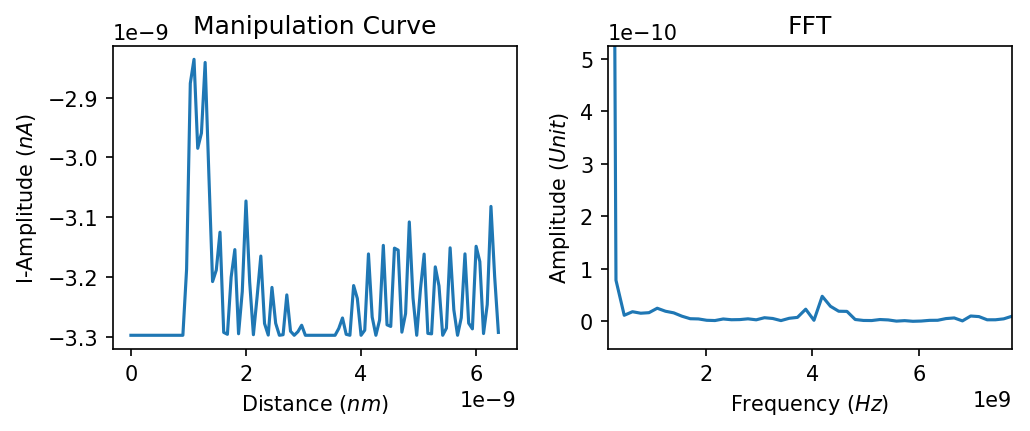 Manipulation Curve
1e−9
−2.9
−3.0
−3.1
−3.2
−3.3
I-Amplitude (nA)
0 2 4 6
1e−9
Distance (nm)
FFT
1e−10
5
4
3
2
1
0
Amplitude (Unit)
2 4 6
1e9
Frequency (Hz)